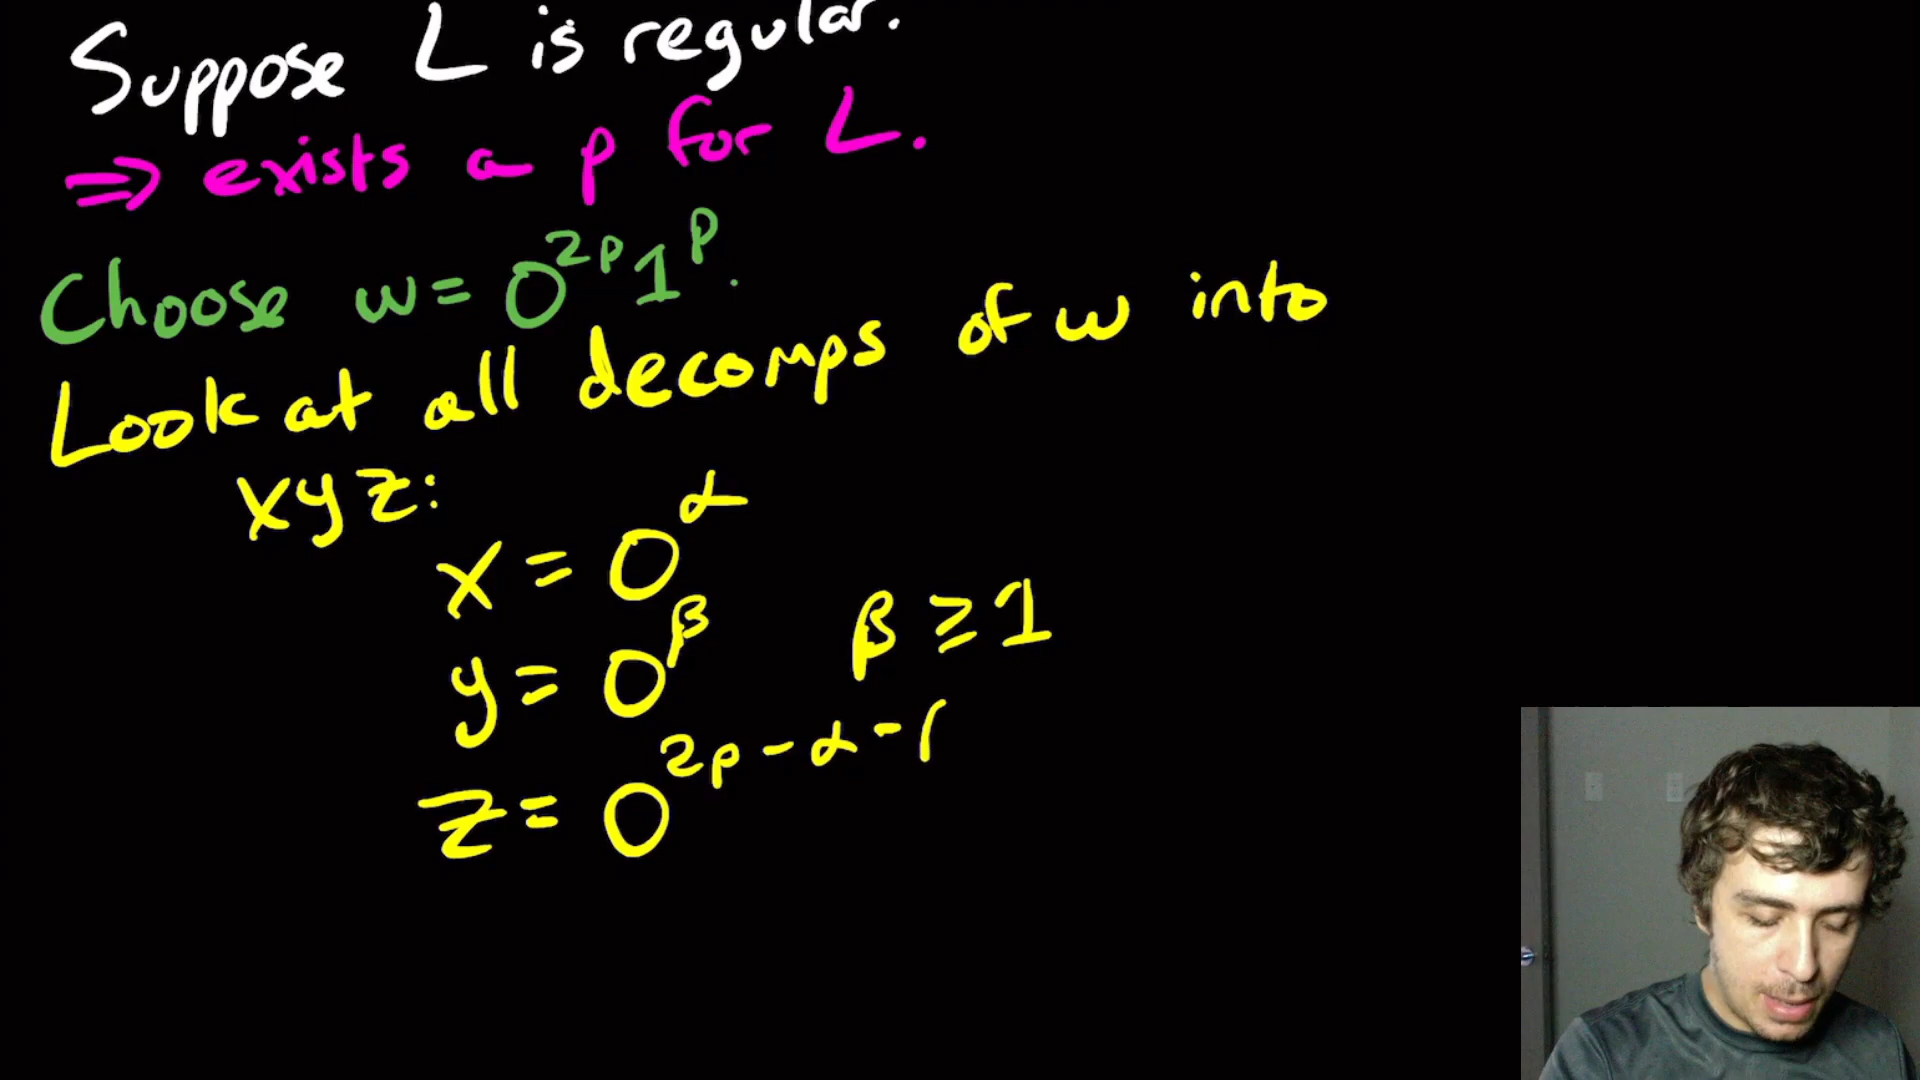 Suppose L is regular.
⇒ exists a p for L.
Choose w = 0^{2p}1^{p}.
Look at all decomps of w into
xyz:
x = 0^α
y = 0^β β ≥ 1
z = 0^{2p-α-